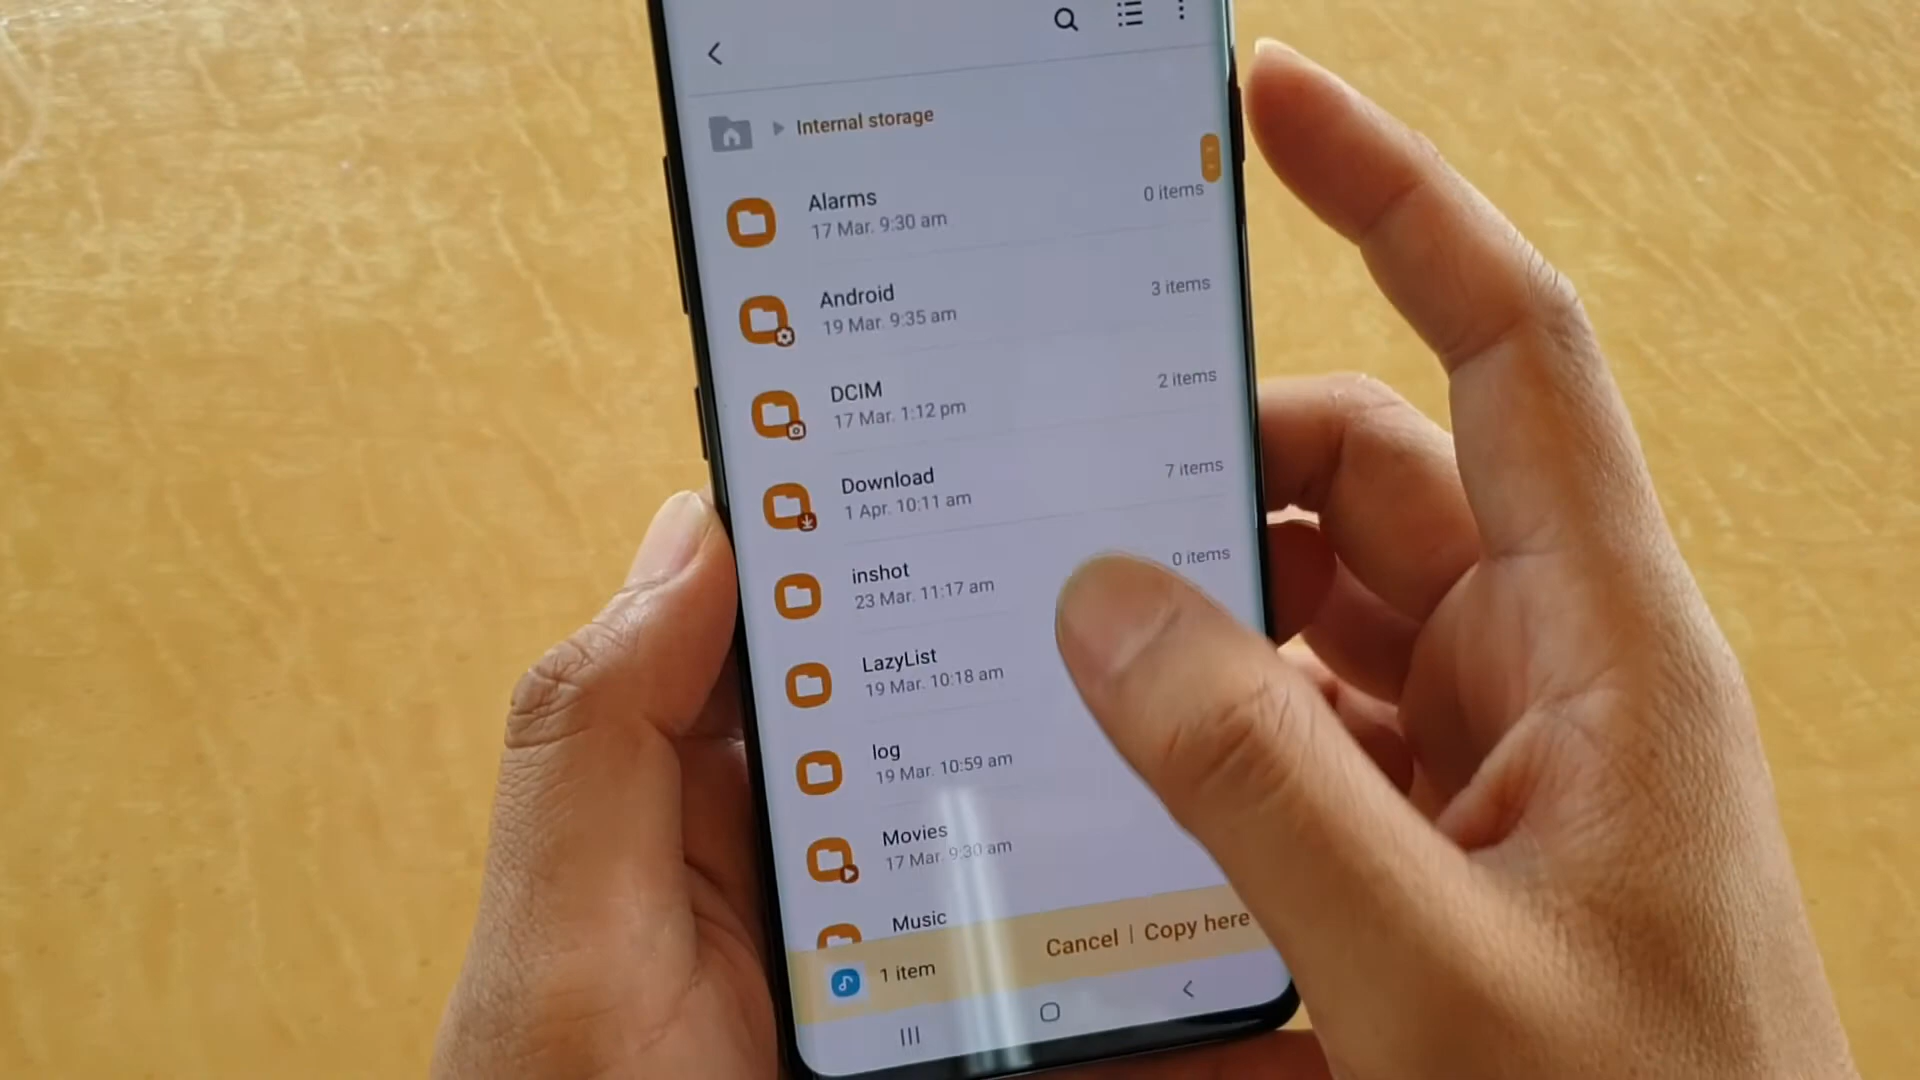 Internal storage
Alarms
17 Mar. 9:30 am
0 items
Android
19 Mar. 9:35 am
3 items
DCIM
17 Mar. 1:12 pm
2 items
Download
1 Apr. 10:11 am
7 items
inshot
23 Mar. 11:17 am
0 items
LazyList
19 Mar. 10:18 am
log
19 Mar. 10:59 am
Movies
17 Mar. 9:30 am
Music
1 item
Cancel | Copy here